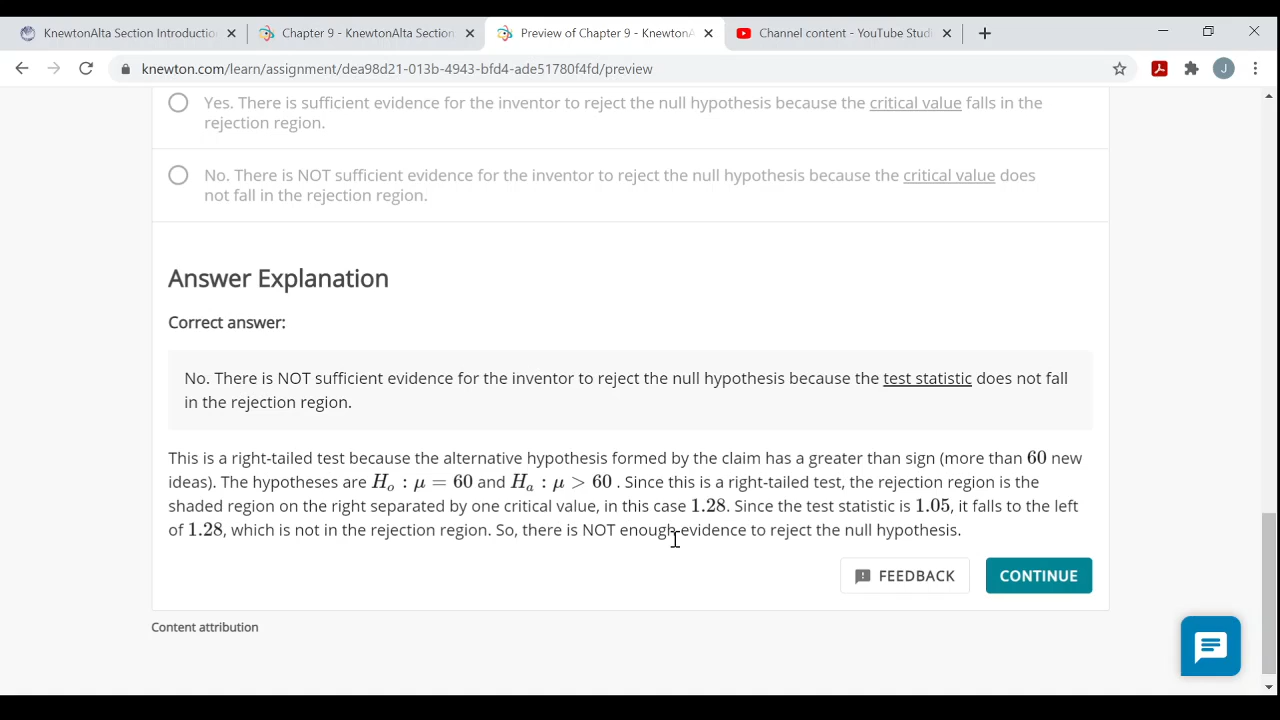 KnewtonAlta Section Introductio
Chapter 9 - KnewtonAlta Section
Preview of Chapter 9 - KnewtonA
Channel content - YouTube Studi
knewton.com/learn/assignment/dea98d21-013b-4943-bfd4-ade51780f4fd/preview
J
Yes. There is sufficient evidence for the inventor to reject the null hypothesis because the critical value falls in the
rejection region.
No. There is NOT sufficient evidence for the inventor to reject the null hypothesis because the critical value does
not fall in the rejection region.
Answer Explanation
Correct answer:
No. There is NOT sufficient evidence for the inventor to reject the null hypothesis because the test statistic does not fall
in the rejection region.
This is a right-tailed test because the alternative hypothesis formed by the claim has a greater than sign (more than 60 new
ideas). The hypotheses are Hₒ : μ = 60 and Hₐ : μ > 60 . Since this is a right-tailed test, the rejection region is the
shaded region on the right separated by one critical value, in this case 1.28. Since the test statistic is 1.05, it falls to the left
of 1.28, which is not in the rejection region. So, there is NOT enough evidence to reject the null hypothesis.
FEEDBACK
CONTINUE
Content attribution